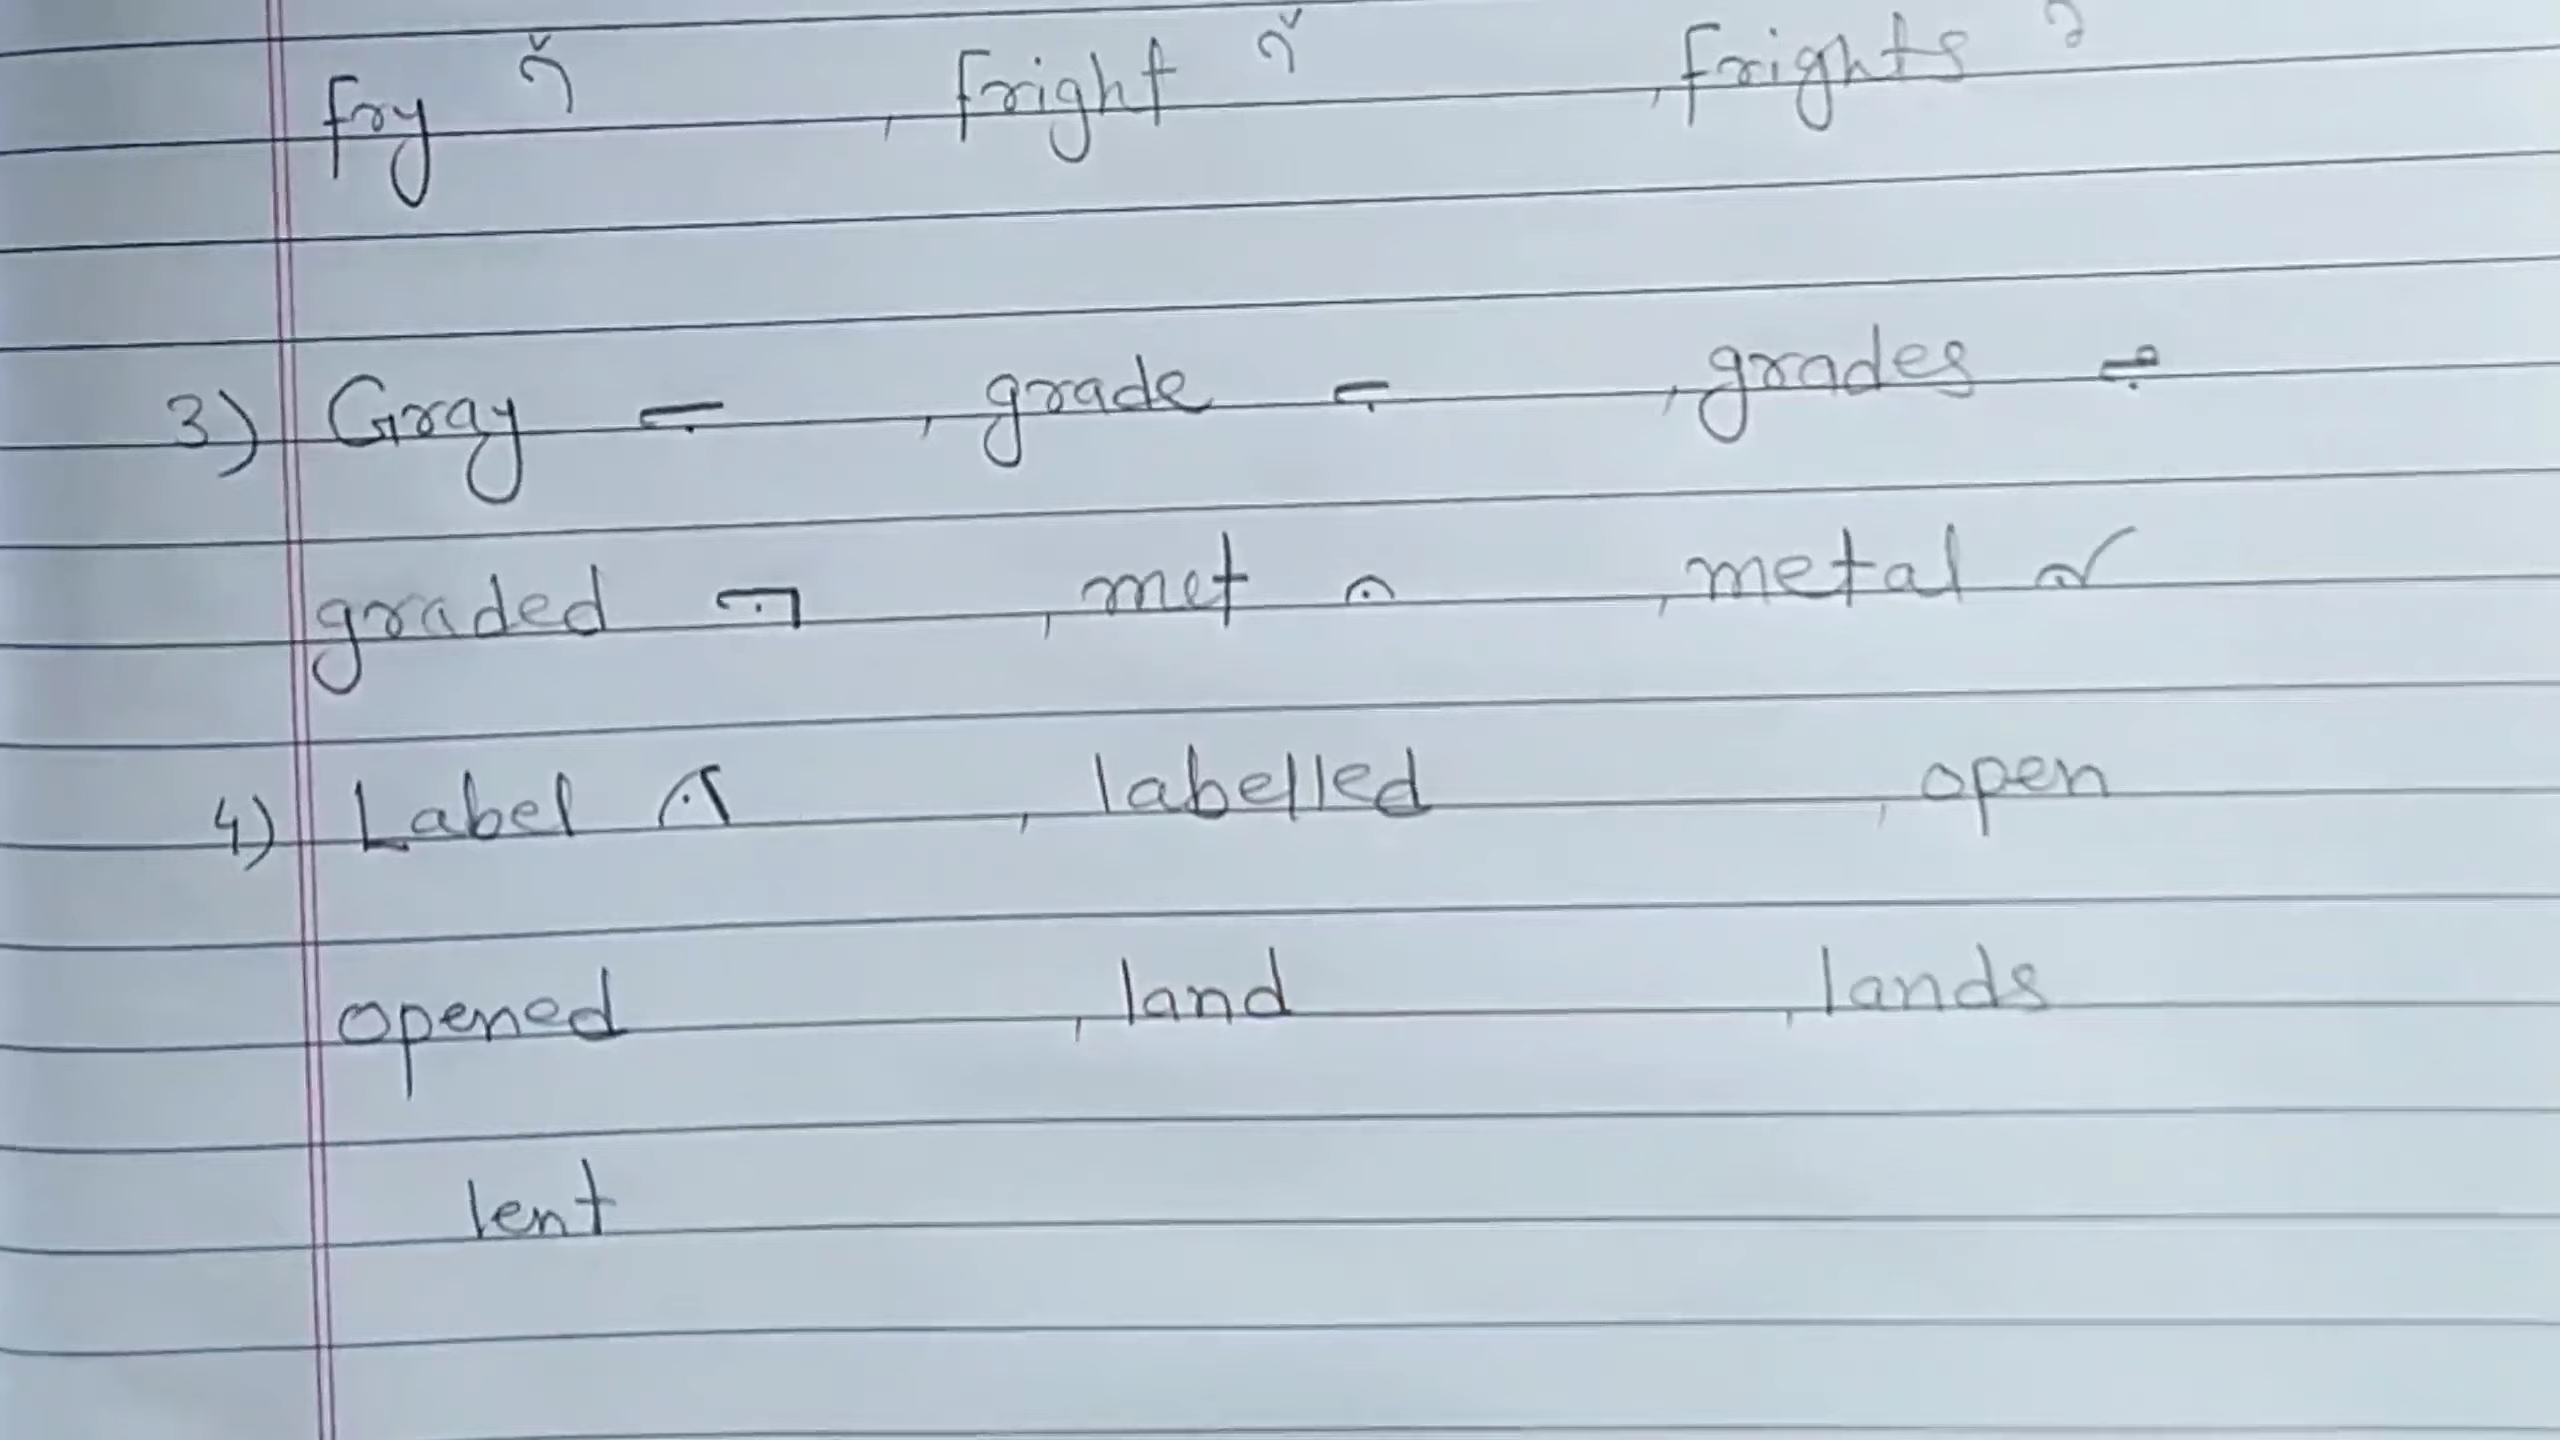 fry , fright , frights
3) Gray , grade , grades
graded , met , metal
4) Label , labelled , open
opened , land , lands
lent